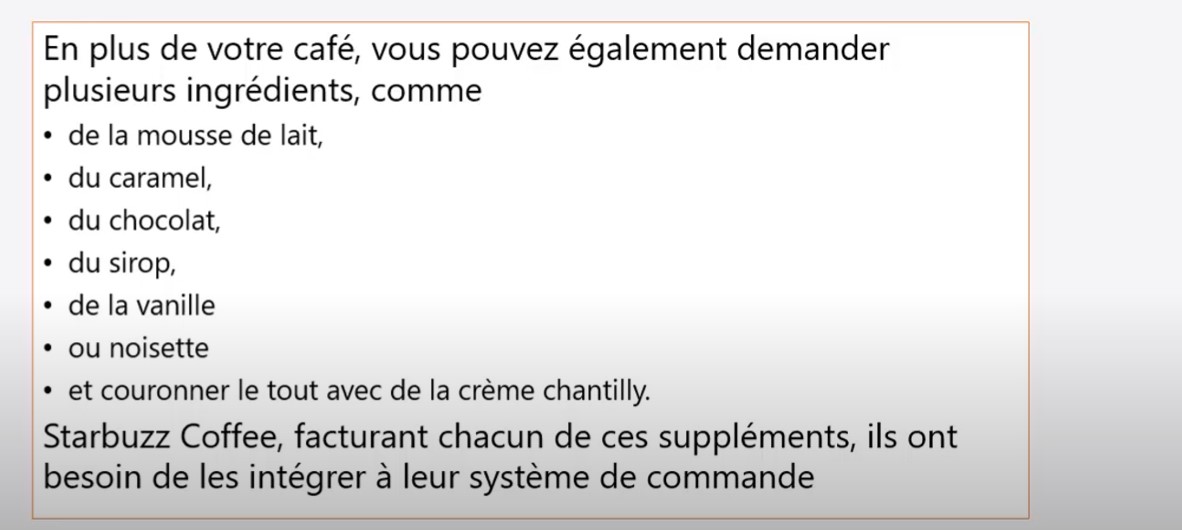 En plus de votre café, vous pouvez également demander
plusieurs ingrédients, comme
• de la mousse de lait,
• du caramel,
• du chocolat,
• du sirop,
• de la vanille
• ou noisette
• et couronner le tout avec de la crème chantilly.
Starbuzz Coffee, facturant chacun de ces suppléments, ils ont
besoin de les intégrer à leur système de commande